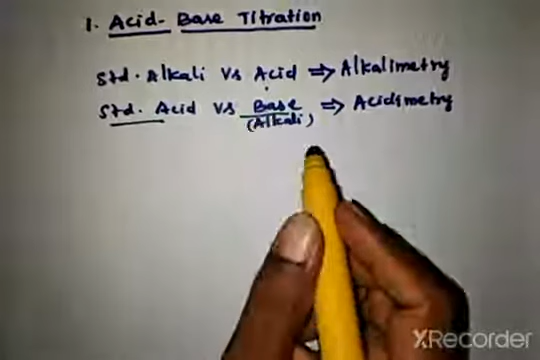 1. Acid- Base Titration
Std. Alkali Vs Acid ⇒ Alkalimetry
Std. Acid vs Base ⇒ Acidimetry
(Alkali)
XRecorder